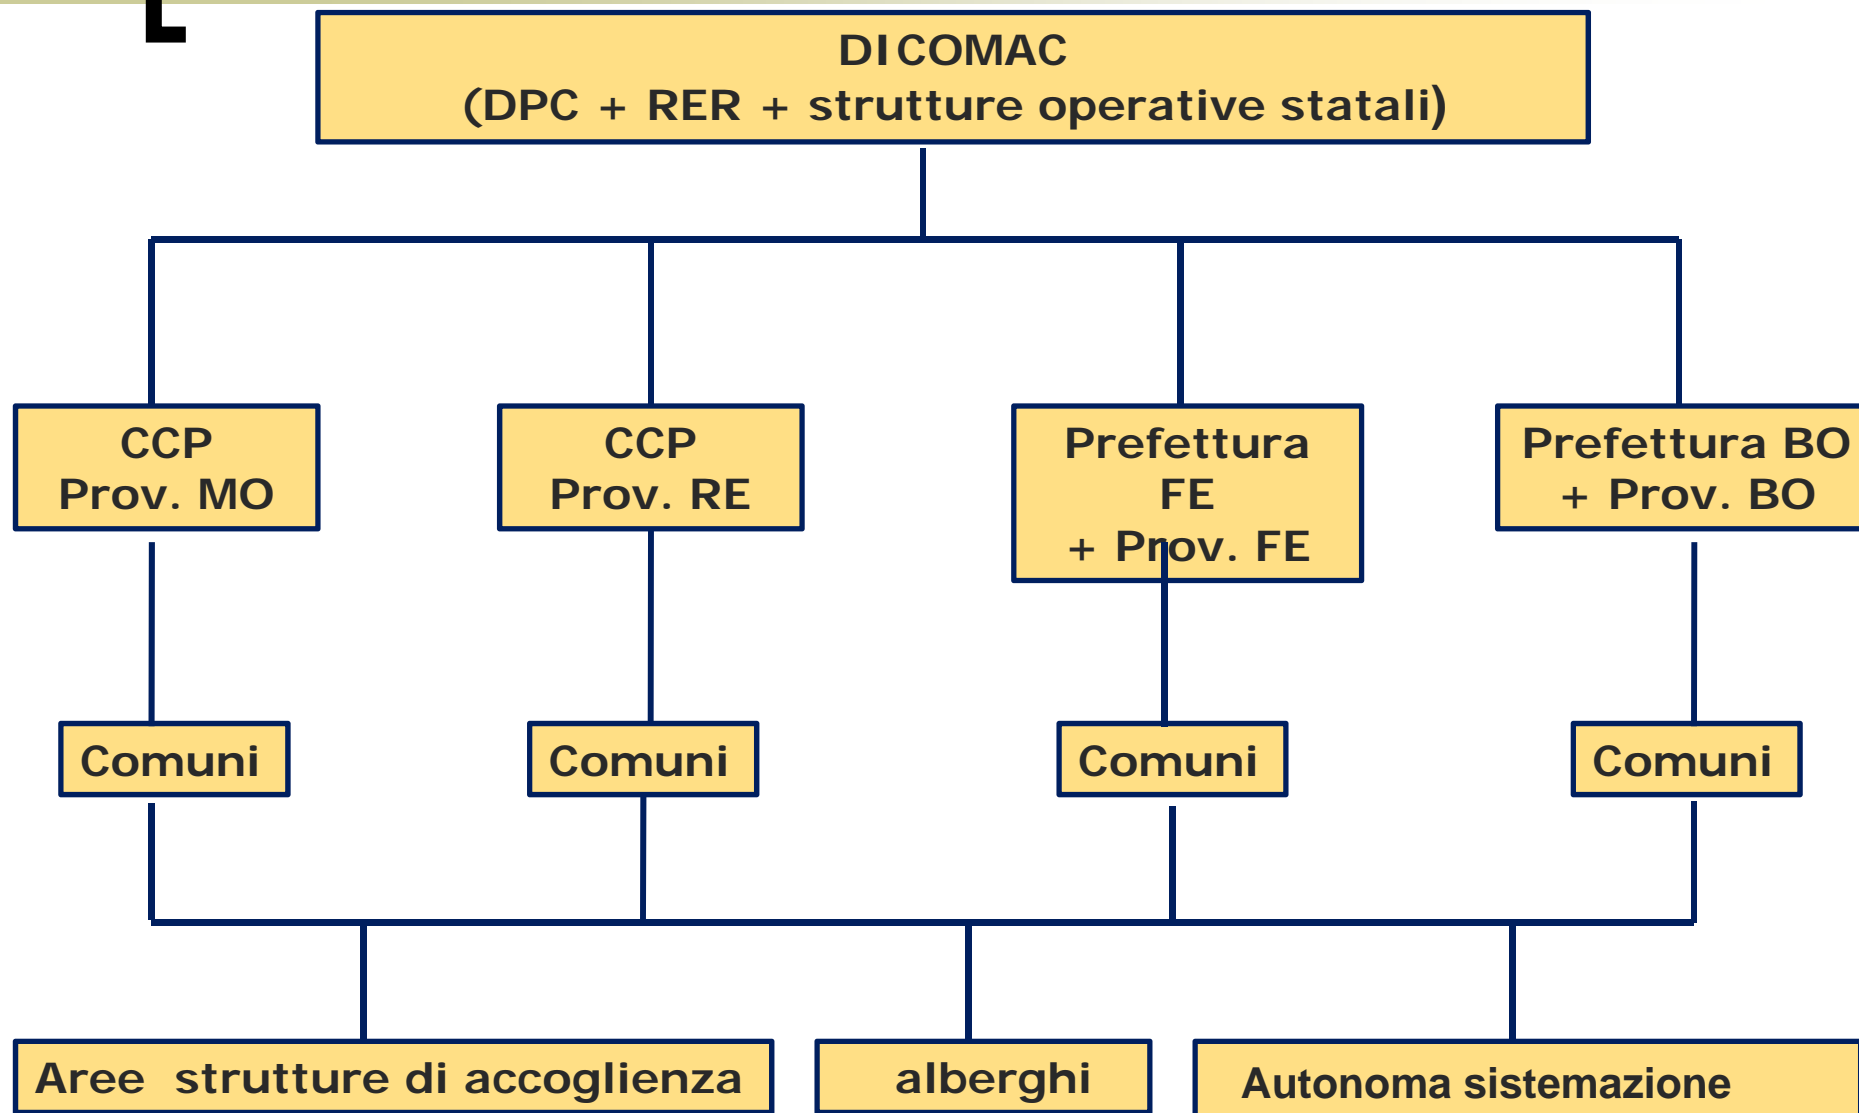 DICOMAC
(DPC + RER + strutture operative statali)
CCP
Prov. MO
CCP
Prov. RE
Prefettura
FE
+ Prov. FE
Prefettura BO
+ Prov. BO
Comuni
Comuni
Comuni
Comuni
Aree strutture di accoglienza
alberghi
Autonoma sistemazione